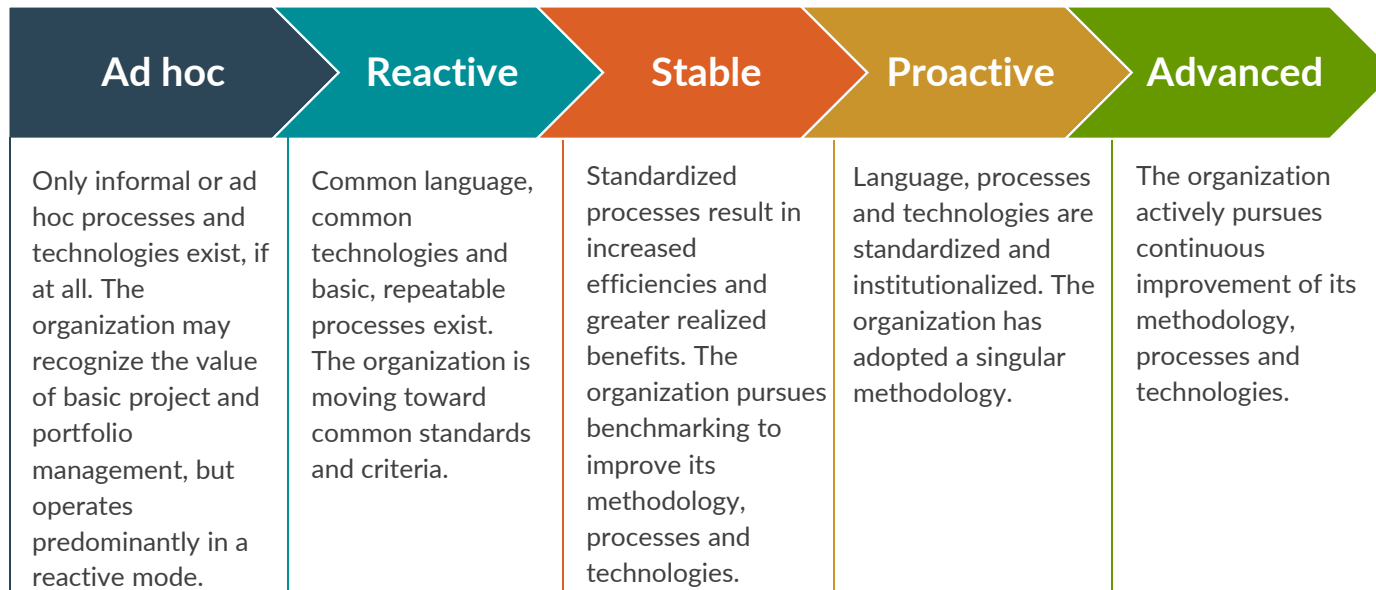 Ad hoc
Reactive
Stable
Proactive
Advanced
Only informal or ad
hoc processes and
technologies exist, if
at all. The
organization may
recognize the value
of basic project and
portfolio
management, but
operates
predominantly in a
reactive mode.
Common language,
common
technologies and
basic, repeatable
processes exist.
The organization is
moving toward
common standards
and criteria.
Standardized
processes result in
increased
efficiencies and
greater realized
benefits. The
organization pursues
benchmarking to
improve its
methodology,
processes and
technologies.
Language, processes
and technologies are
standardized and
institutionalized. The
organization has
adopted a singular
methodology.
The organization
actively pursues
continuous
improvement of its
methodology,
processes and
technologies.